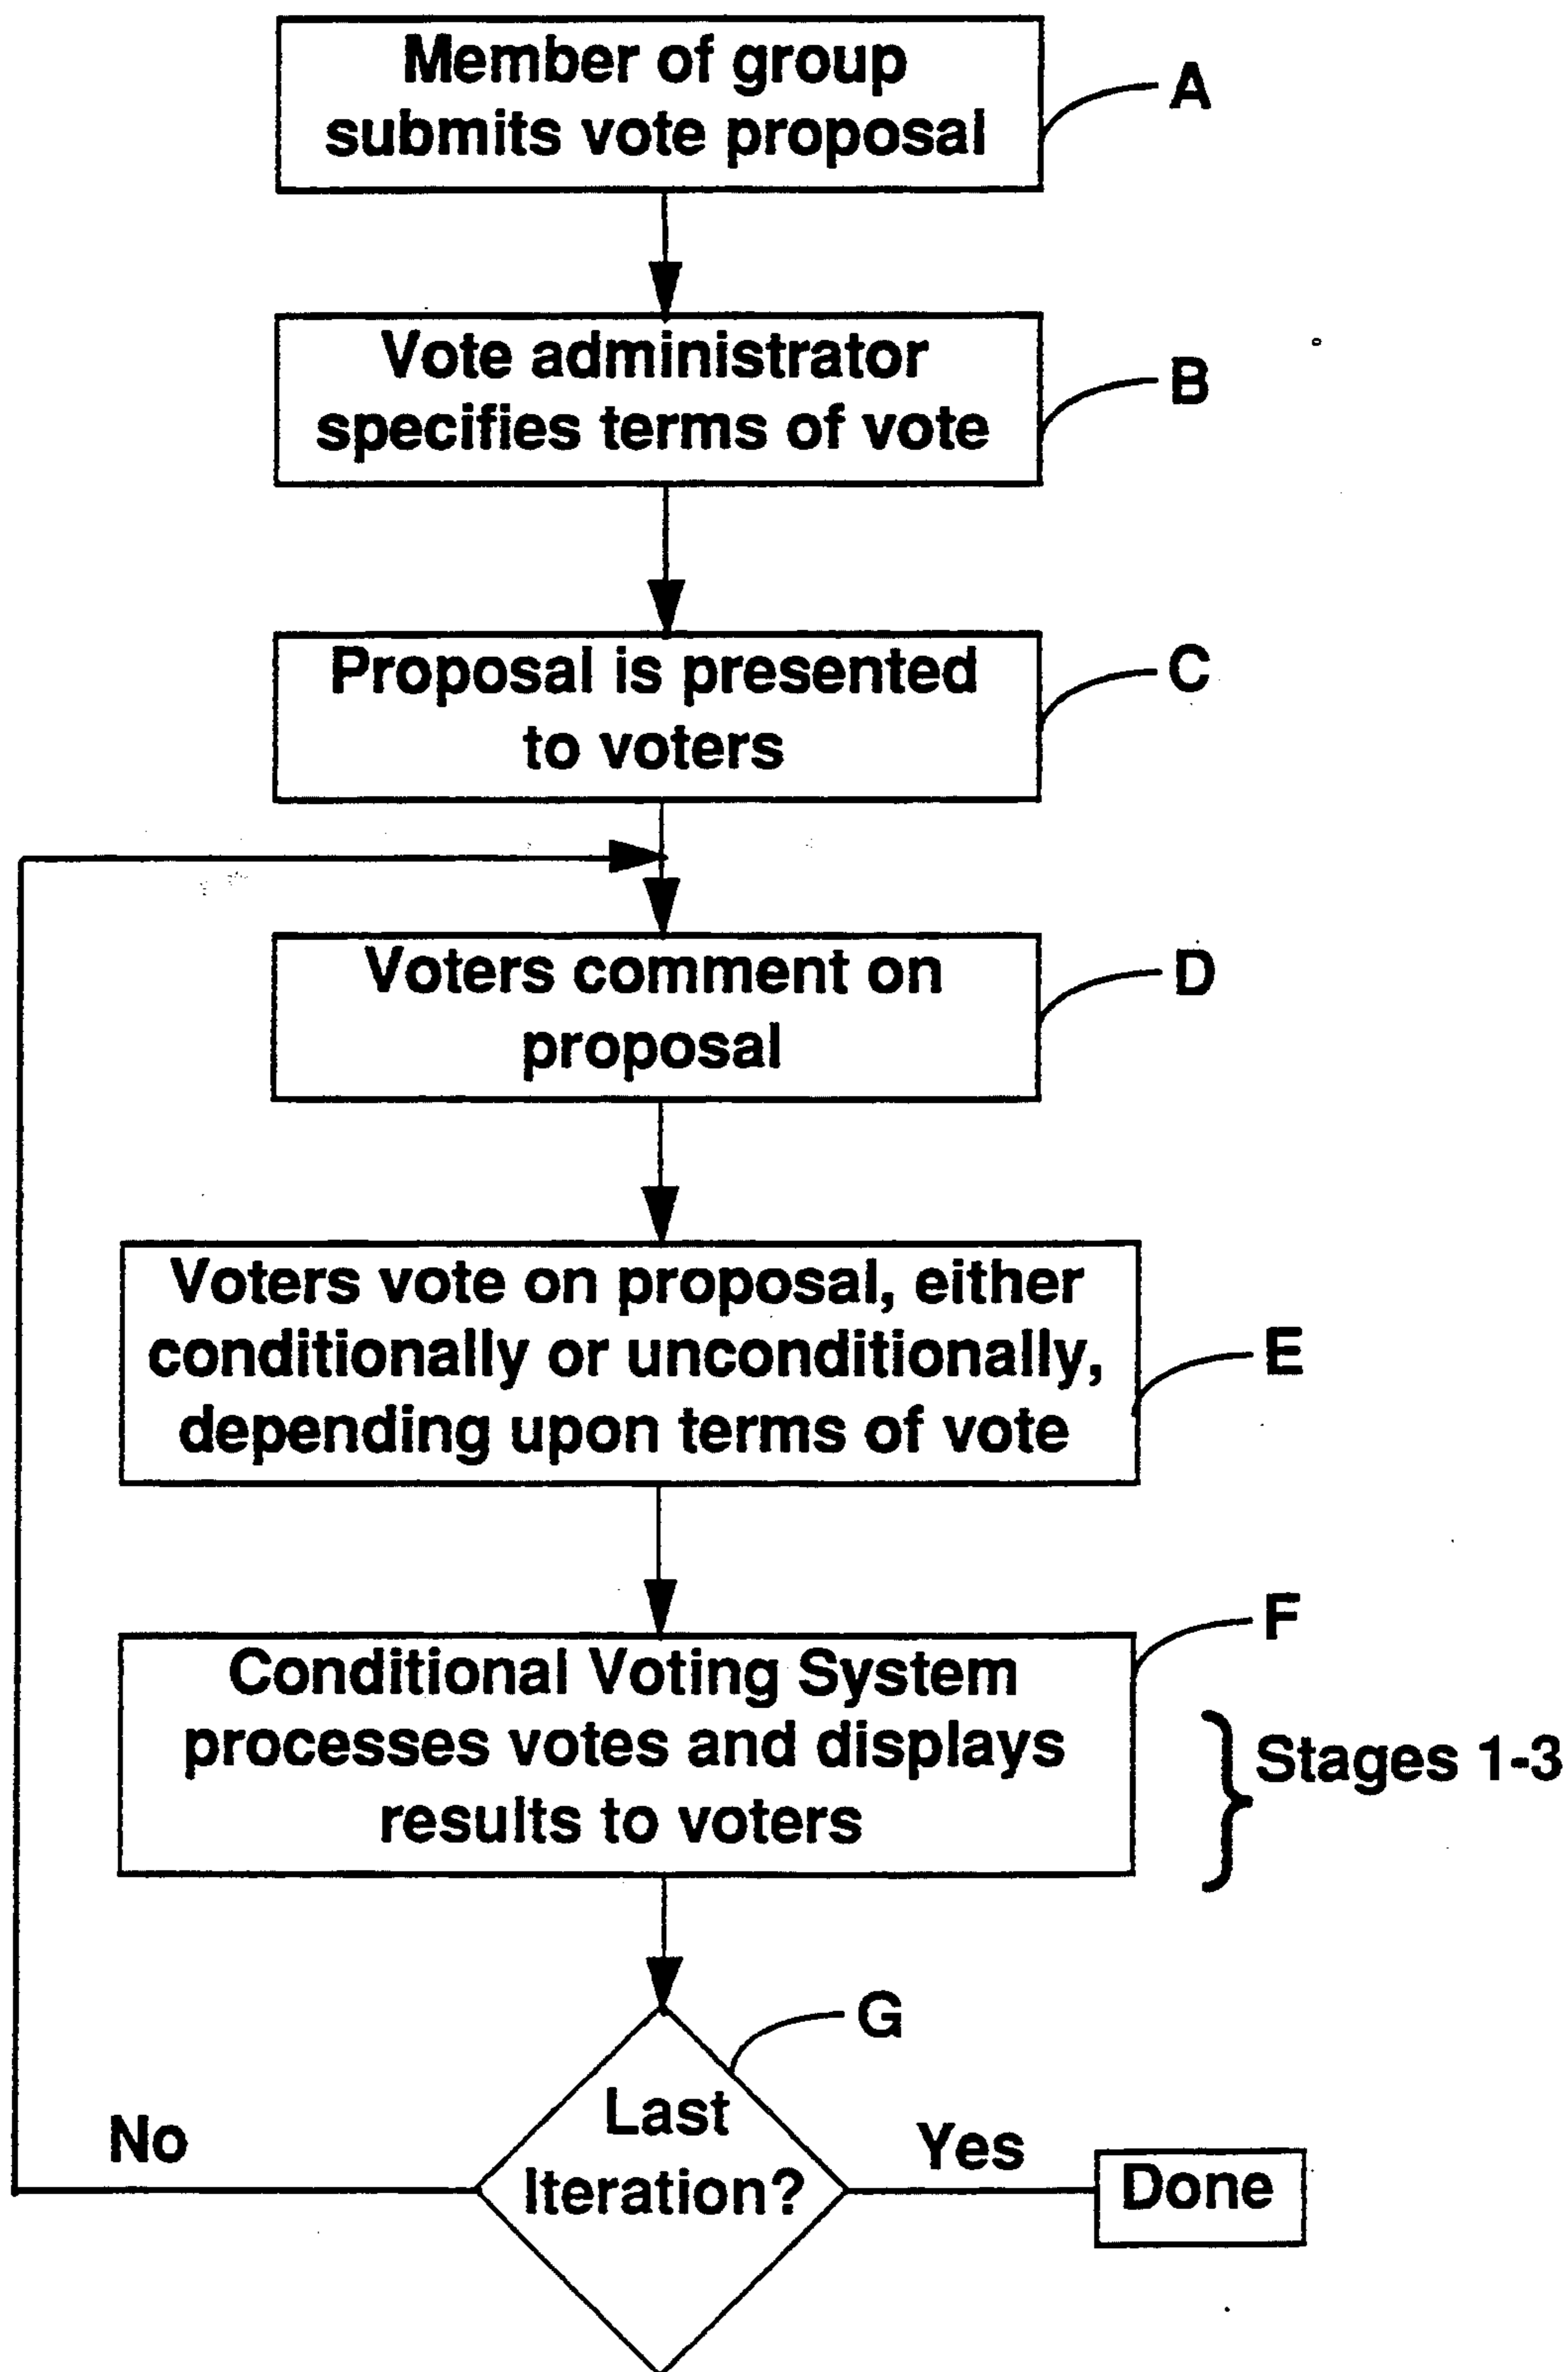 Member of group
submits vote proposal
A
Vote administrator
specifies terms of vote
B
Proposal is presented
to voters
C
Voters comment on
proposal
D
Voters vote on proposal, either
conditionally or unconditionally,
depending upon terms of vote
E
Conditional Voting System
processes votes and displays
results to voters
F
Stages 1-3
G
Last
Iteration?
No
Yes
Done